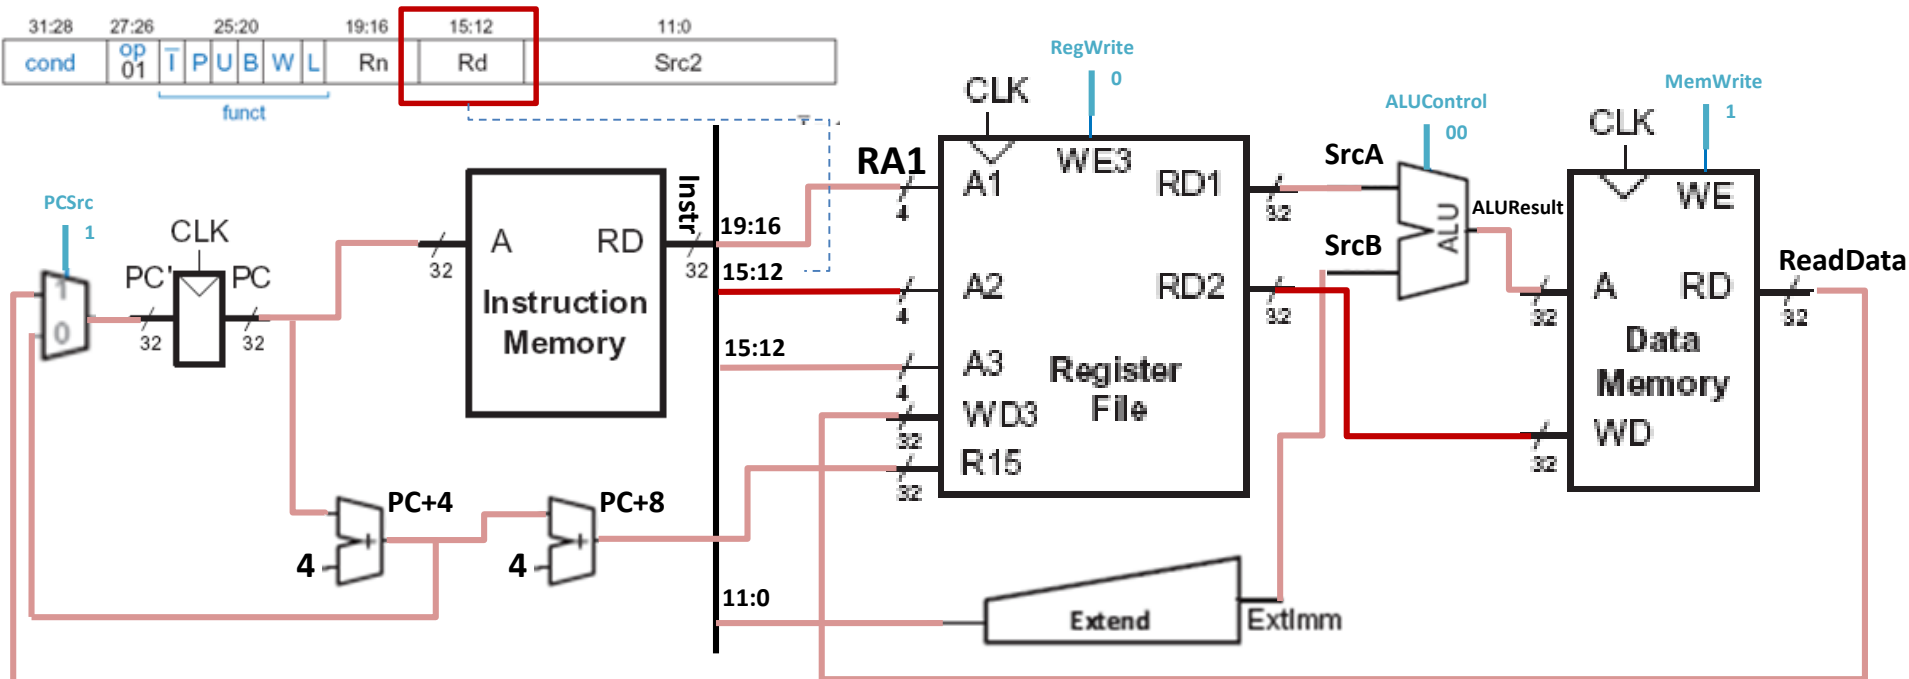 31:28 27:26 25:20 19:16 15:12 11:0
cond op 01 I P U B W L Rn Rd Src2
funct
RegWrite
0
CLK
ALUControl
00
MemWrite
1
CLK
RA1
A1
WE3
RD1
SrcA
WE
PCSrc
1
CLK
PC'
PC
A
RD
Instr
19:16
4
32
ALU
ALUResult
SrcB
15:12
A2
RD2
A
RD
ReadData
1
0
32
32
32
32
Instruction
Memory
4
32
32
32
Data
Memory
15:12
A3
4
Register
File
WD3
32
WD
32
R15
32
PC+4
PC+8
4
+
4
+
11:0
Extend
ExtImm